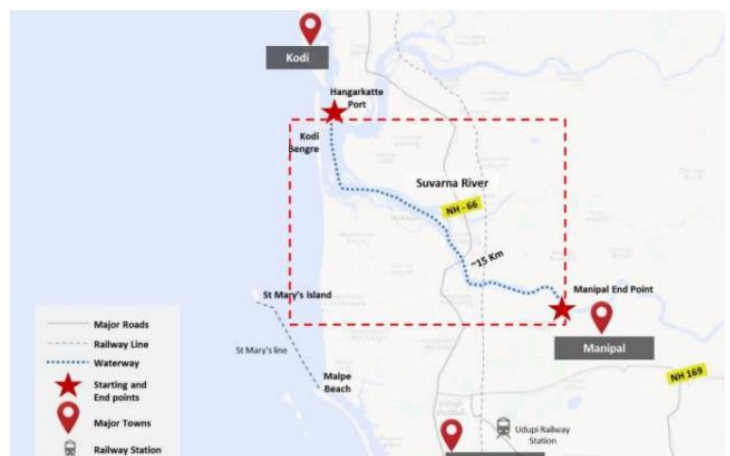 Kodi
Hangarkatte
Port
Kodi
Bengre
Suvarna River
NH - 66
~15 Km
St Mary's island
Manipal End Point
Manipal
St Mary's line
Malpe
Beach
NH 169
Udupi Railway
Station
Major Roads
Railway Line
Waterway
Starting and
End points
Major Towns
Railway Station